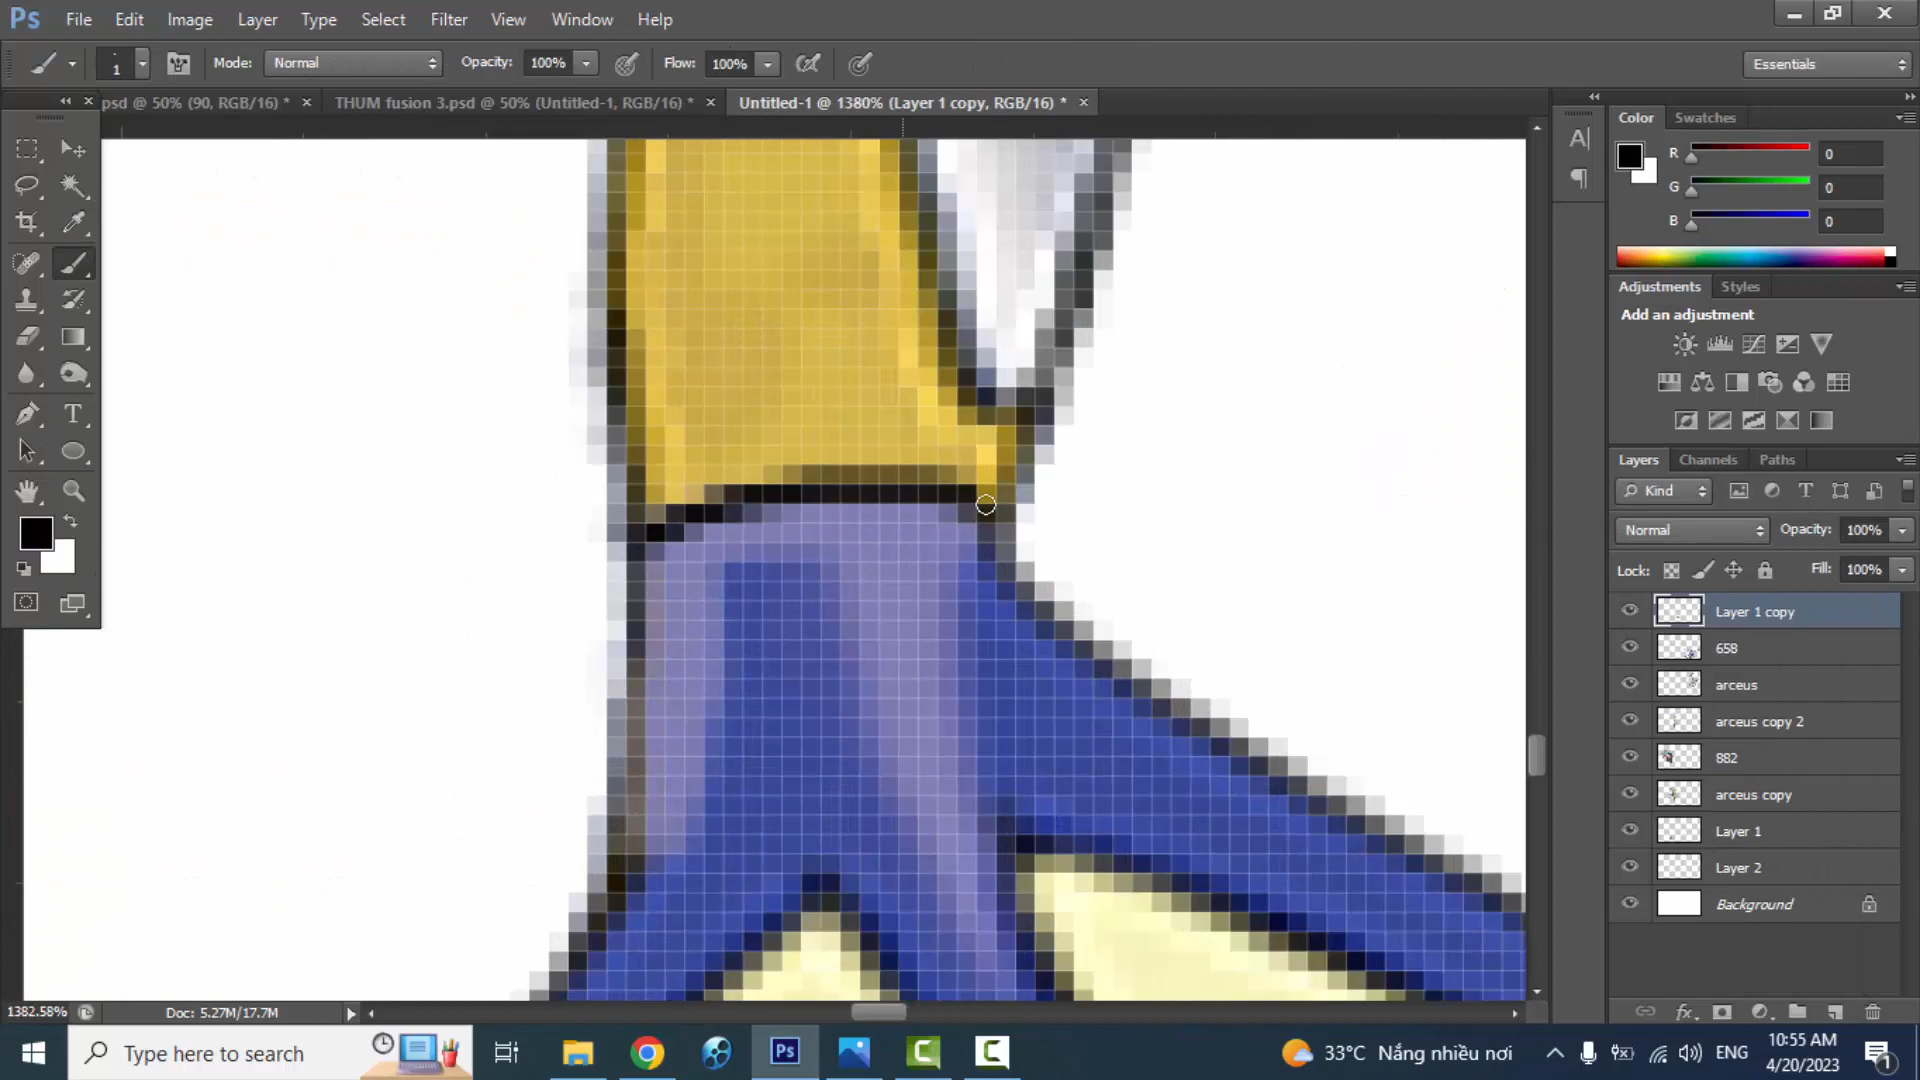 Ps File Edit Image Layer Type Select Filter View Window Help
1 Mode: Normal Opacity: 100% Flow: 100% Essentials
psd @ 50% (90, RGB/16) * × THUM fusion 3.psd @ 50% (Untitled-1, RGB/16) * × Untitled-1 @ 1380% (Layer 1 copy, RGB/16) * ×
Color Swatches
R 0
G 0
B 0
Adjustments Styles
Add an adjustment
Layers Channels Paths
Kind
Normal Opacity: 100%
Lock: Fill: 100%
Layer 1 copy
658
arceus
arceus copy 2
882
arceus copy
Layer 1
Layer 2
Background
1382.58% Doc: 5.27M/17.7M
Type here to search
Ps
33°C Nắng nhiều nơi
ENG
10:55 AM
4/20/2023
1